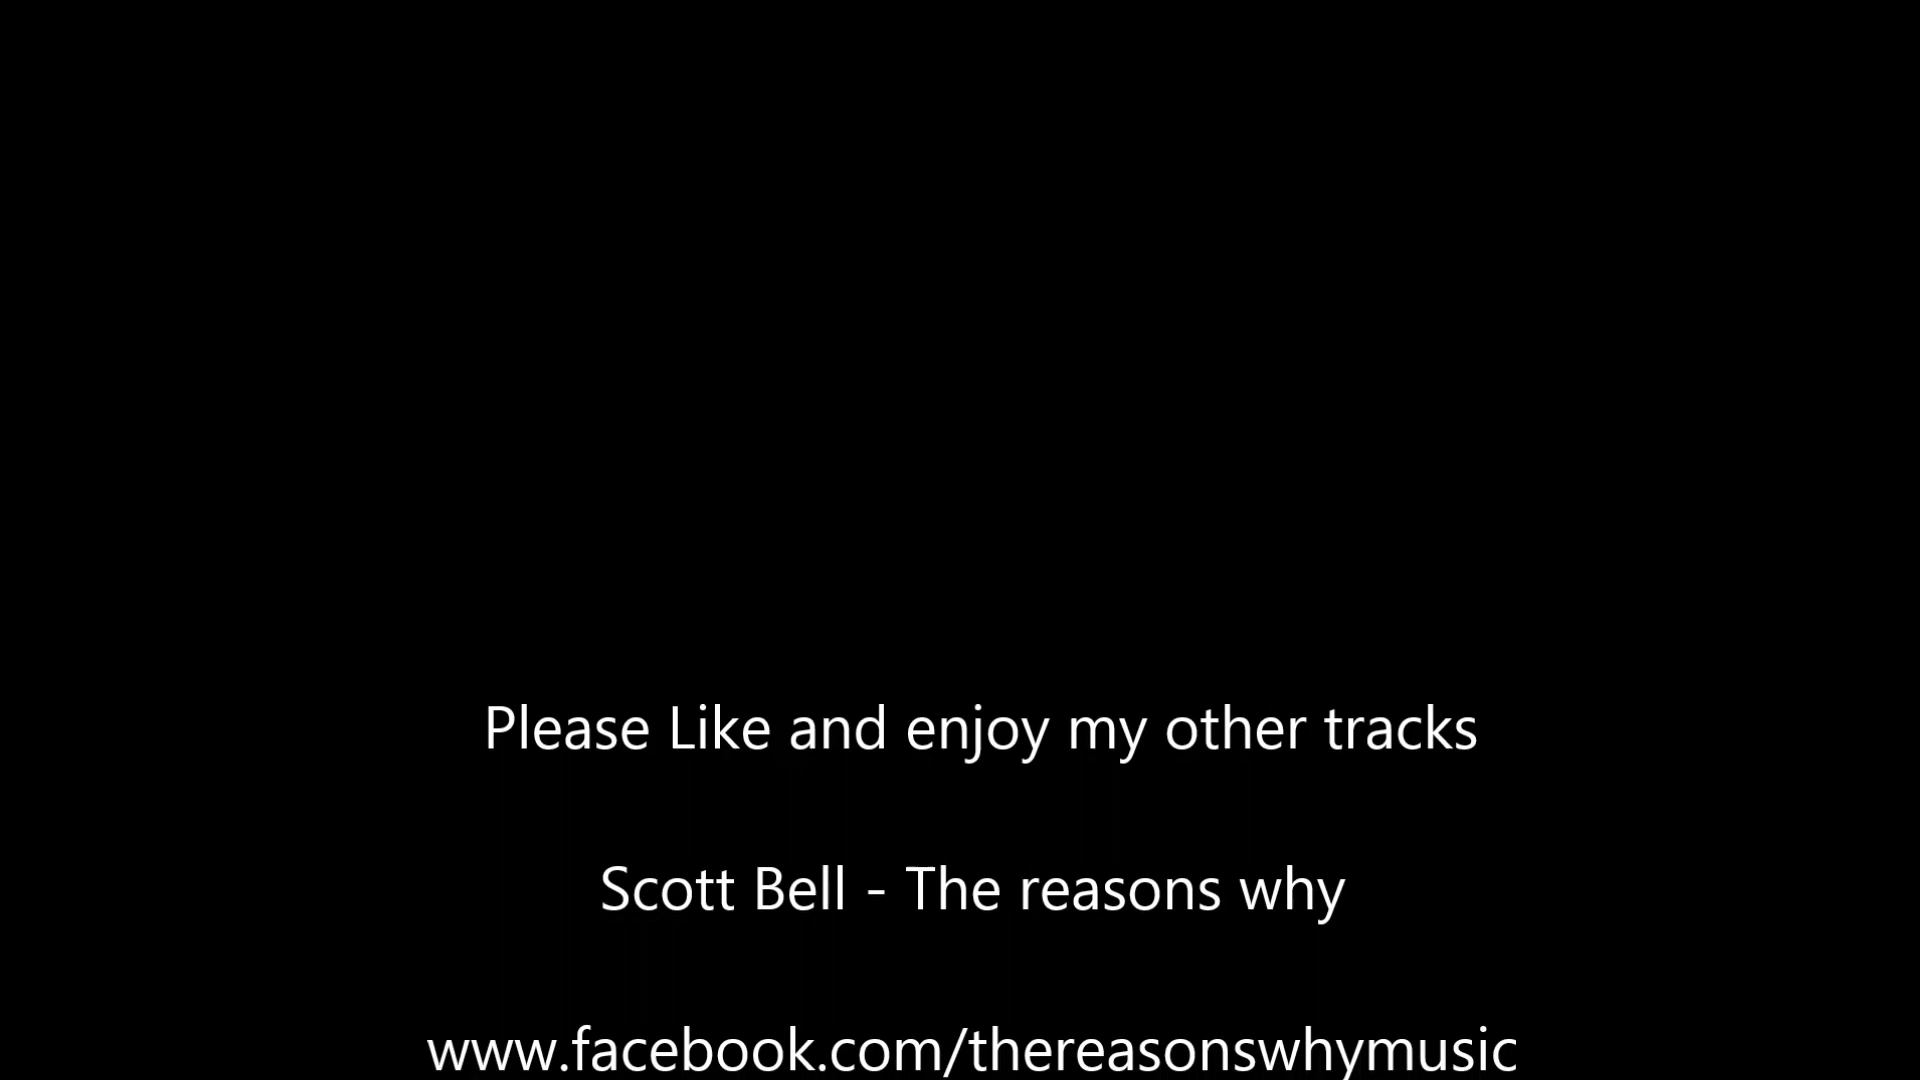 Please Like and enjoy my other tracks
Scott Bell - The reasons why
www.facebook.com/thereasonswhymusic